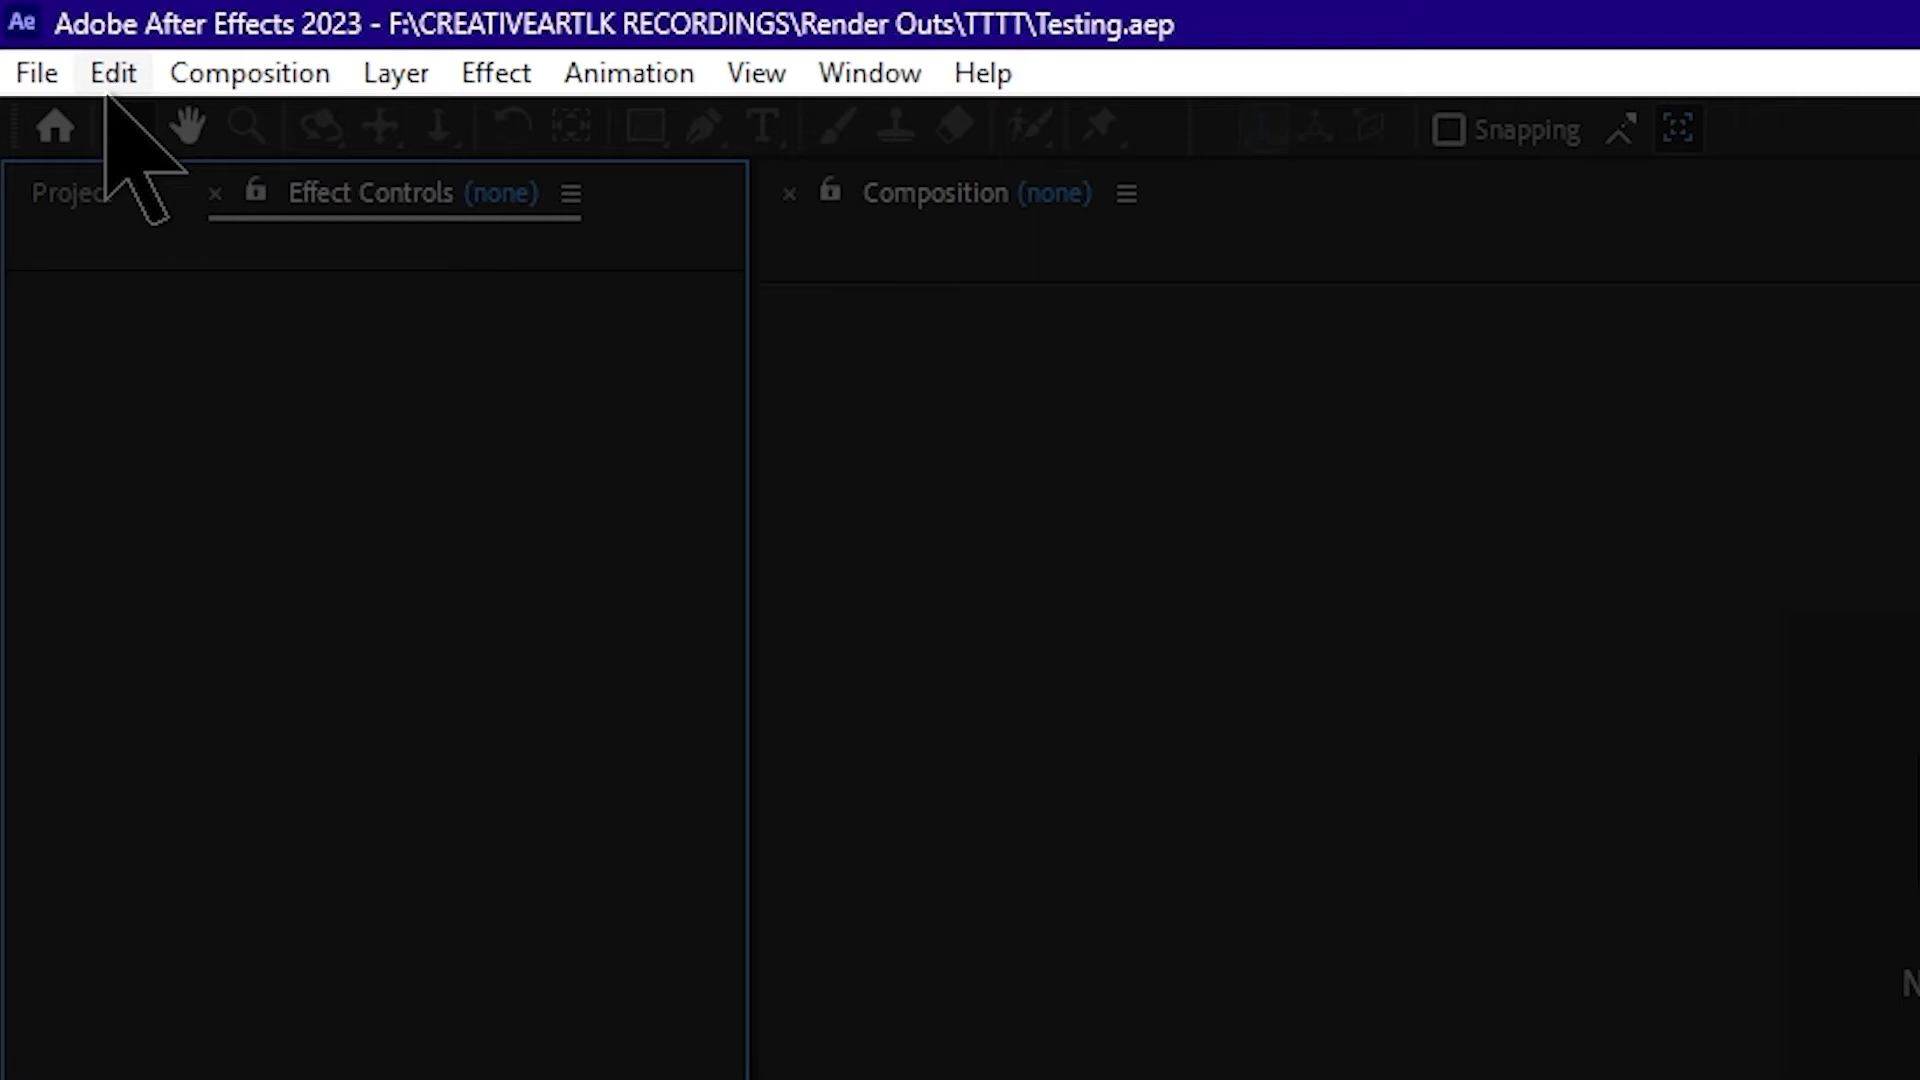 Ae Adobe After Effects 2023 - F:\CREATIVEARTLK RECORDINGS\Render Outs\TTTT\Testing.aep
File Edit Composition Layer Effect Animation View Window Help
Snapping
Effect Controls (none)
Composition (none)